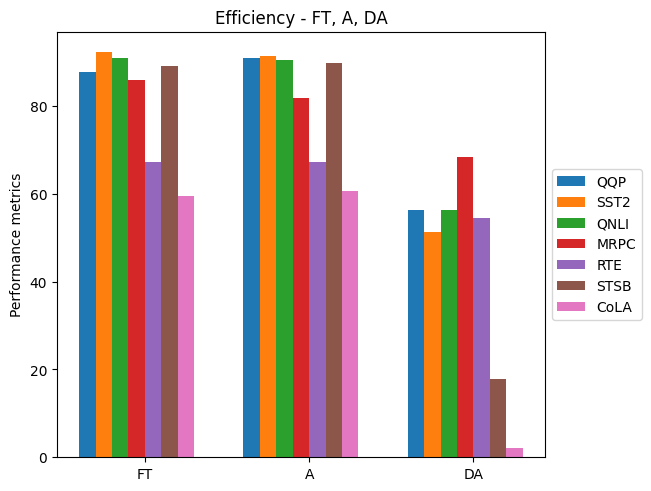 Efficiency - FT, A, DA
Performance metrics
80
60
40
20
0
FT
A
DA
QQP
SST2
QNLI
MRPC
RTE
STSB
CoLA